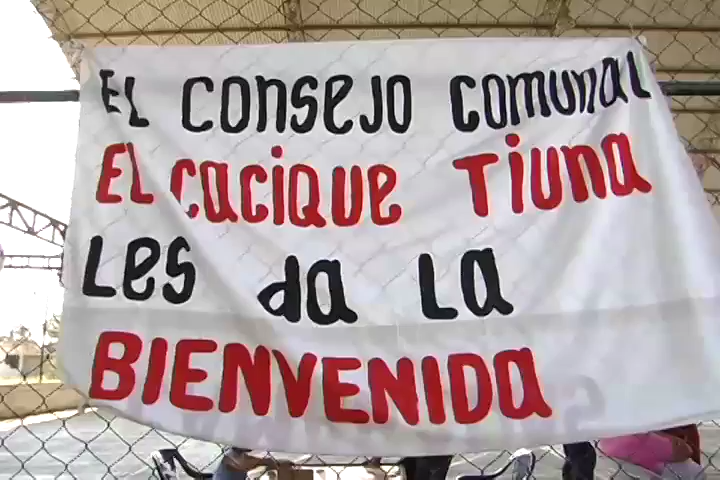 EL CONSEJO COMUNAL
EL CaCIQUE TIUNA
LES da La
BIENVENIDa